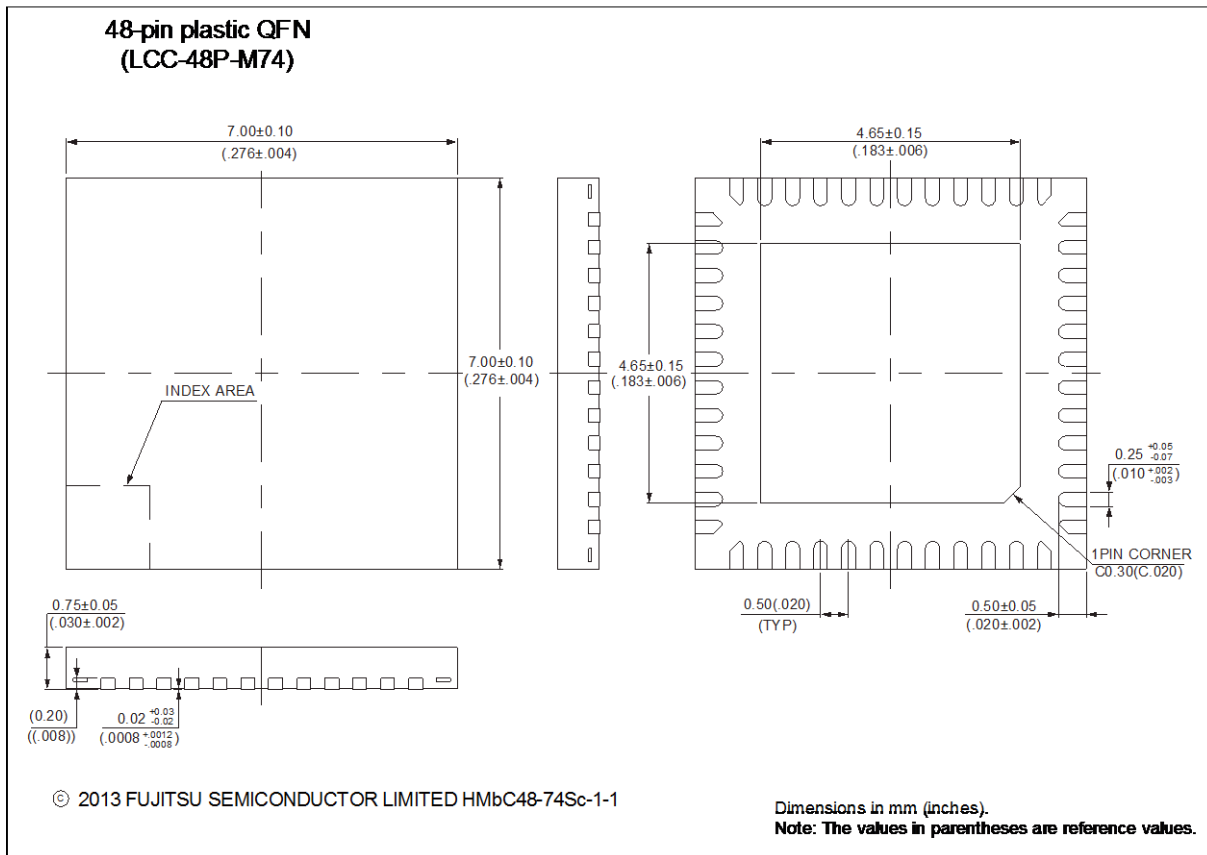 48-pin plastic QFN
(LCC-48P-M74)
7.00±0.10
(.276±.004)
4.65±0.15
(.183±.006)
7.00±0.10
(.276±.004)
4.65±0.15
(.183±.006)
INDEX AREA
0.25 +0.05 -0.07
(.010 +.002 -.003)
1PIN CORNER
C0.30(C.020)
0.75±0.05
(.030±.002)
0.50(.020)
(TYP)
0.50±0.05
(.020±.002)
(0.20)
((.008))
0.02 +0.03 -0.02
(.0008 +.0012 -.0008)
© 2013 FUJITSU SEMICONDUCTOR LIMITED HMbC48-74Sc-1-1
Dimensions in mm (inches).
Note: The values in parentheses are reference values.